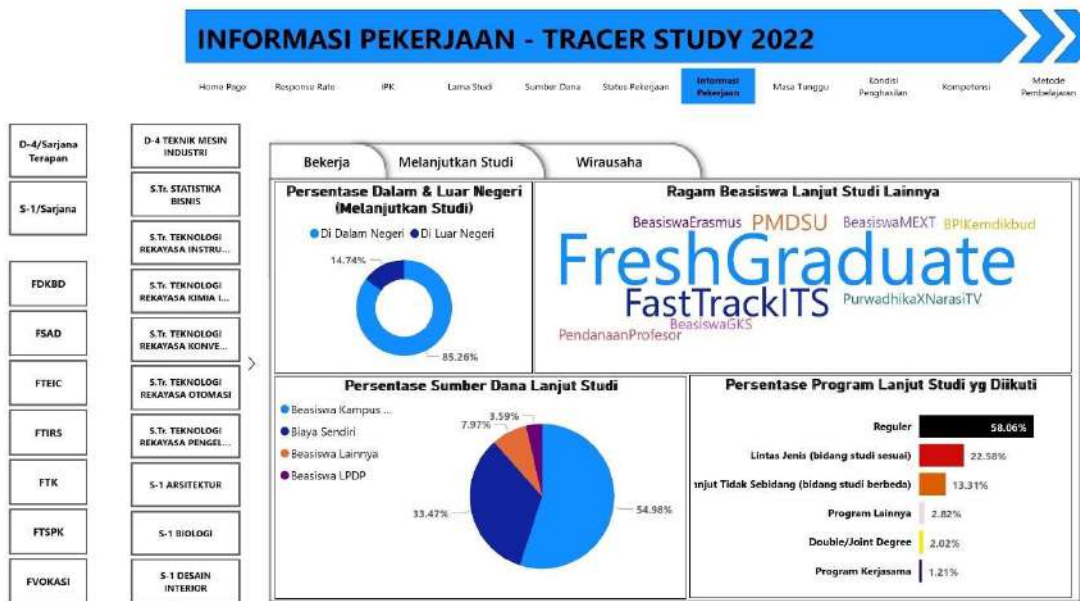 INFORMASI PEKERJAAN - TRACER STUDY 2022
Home Page
Response Rate
IPK
Lama Studi
Sumber Dana
Status Pekerjaan
Informasi
Pekerjaan
Masa Tunggu
Kondisi
Penghasilan
Kompetensi
Metode
Pembelajaran
D-4/Sarjana
Terapan
S-1/Sarjana
FDKBD
FSAD
FTEIC
FTIRS
FTK
FTSPK
FVOKASI
D-4 TEKNIK MESIN
INDUSTRI
S.Tr. STATISTIKA
BISNIS
S.Tr. TEKNOLOGI
REKAYASA INSTRU...
S.Tr. TEKNOLOGI
REKAYASA KIMIA I...
S.Tr. TEKNOLOGI
REKAYASA KONVE...
S.Tr. TEKNOLOGI
REKAYASA OTOMASI
S.Tr. TEKNOLOGI
REKAYASA PENGEL...
S-1 ARSITEKTUR
S-1 BIOLOGI
S-1 DESAIN
INTERIOR
Bekerja
Melanjutkan Studi
Wirausaha
Persentase Dalam & Luar Negeri
(Melanjutkan Studi)
Di Dalam Negeri
Di Luar Negeri
14.74%
85.26%
Ragam Beasiswa Lanjut Studi Lainnya
BeasiswaErasmus
PMDSU
BeasiswaMEXT
BPIKemdikbud
FreshGraduate
FastTrackITS
PurwadhikaXNarasiTV
BeasiswaGKS
PendanaanProfesor
Persentase Sumber Dana Lanjut Studi
Beasiswa Kampus ...
Biaya Sendiri
Beasiswa Lainnya
Beasiswa LPDP
3.59%
7.97%
33.47%
54.98%
Persentase Program Lanjut Studi yg Diikuti
Reguler
58.06%
Lintas Jenis (bidang studi sesuai)
22.58%
njut Tidak Sebidang (bidang studi berbeda)
13.31%
Program Lainnya
2.82%
Double/Joint Degree
2.02%
Program Kerjasama
1.21%